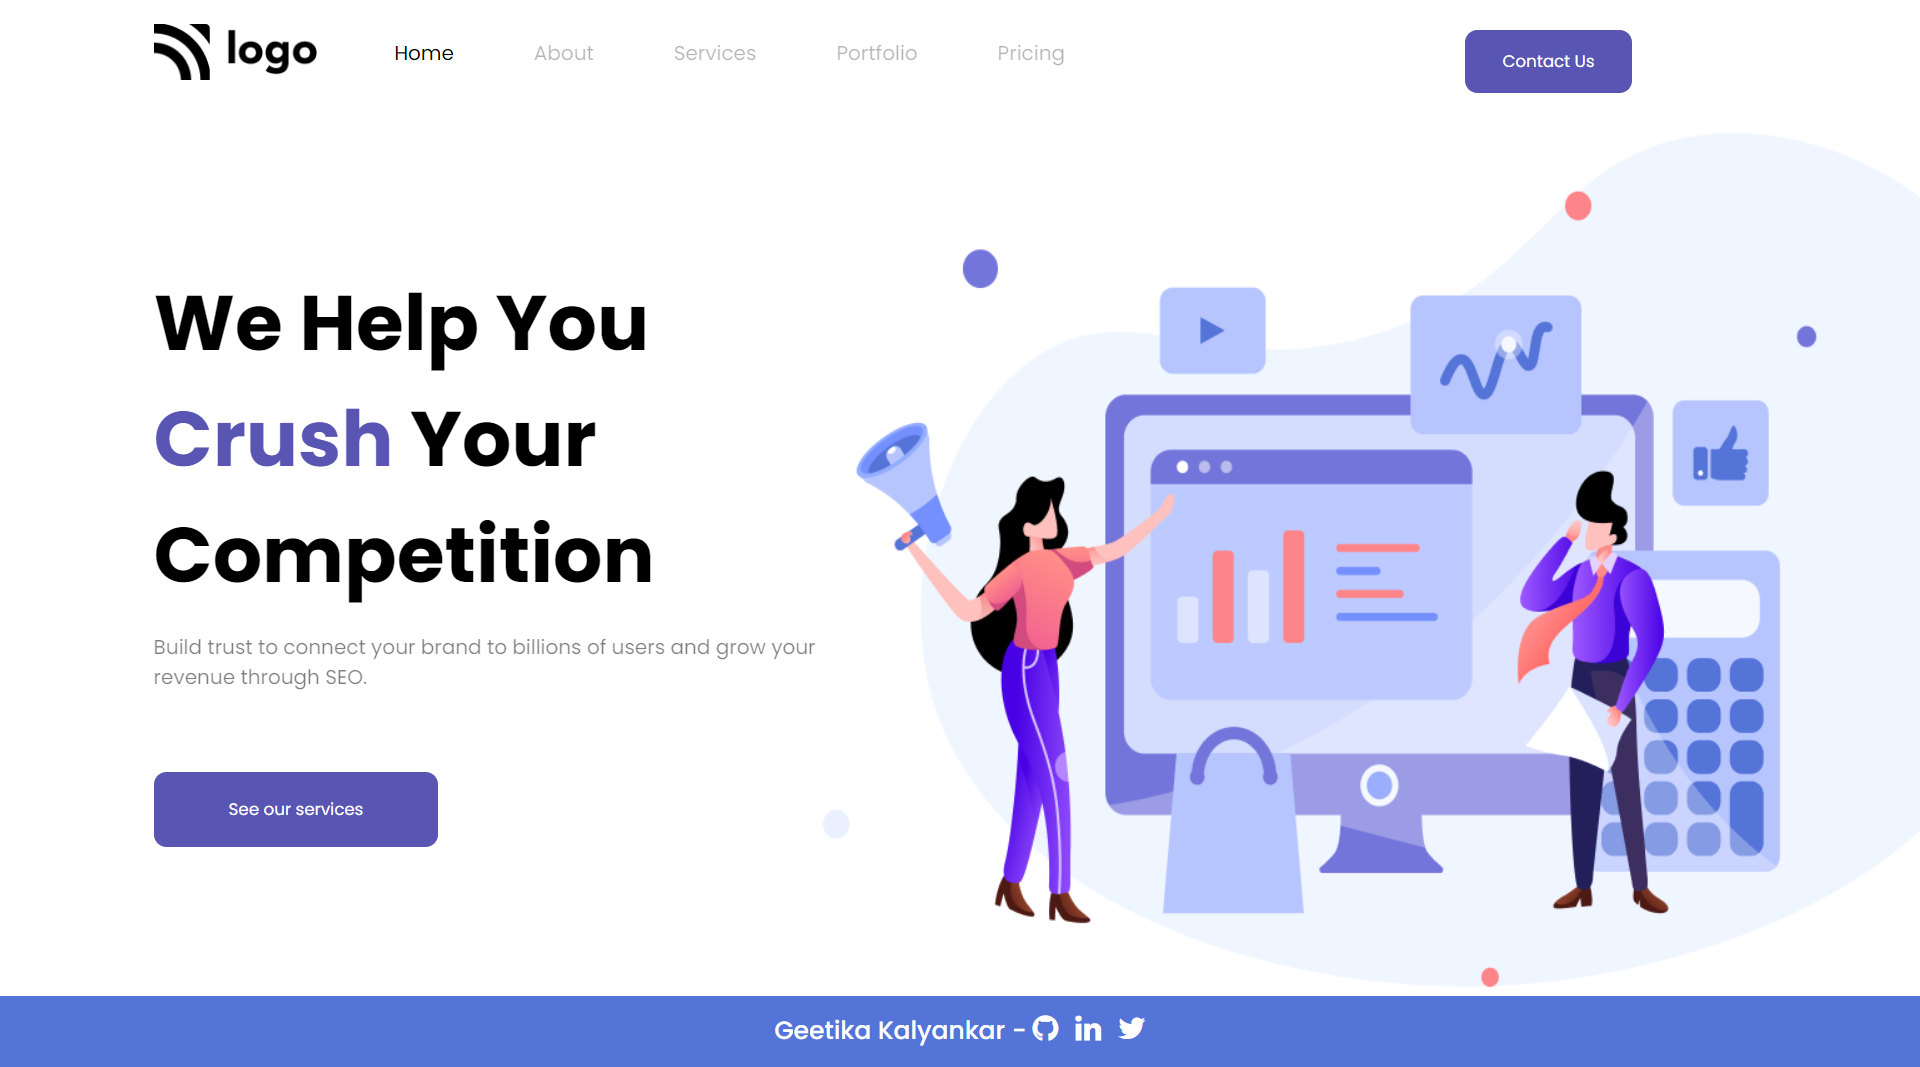 logo
Home
About
Services
Portfolio
Pricing
Contact Us
We Help You
Crush Your
Competition
Build trust to connect your brand to billions of users and grow your
revenue through SEO.
See our services
Geetika Kalyankar -